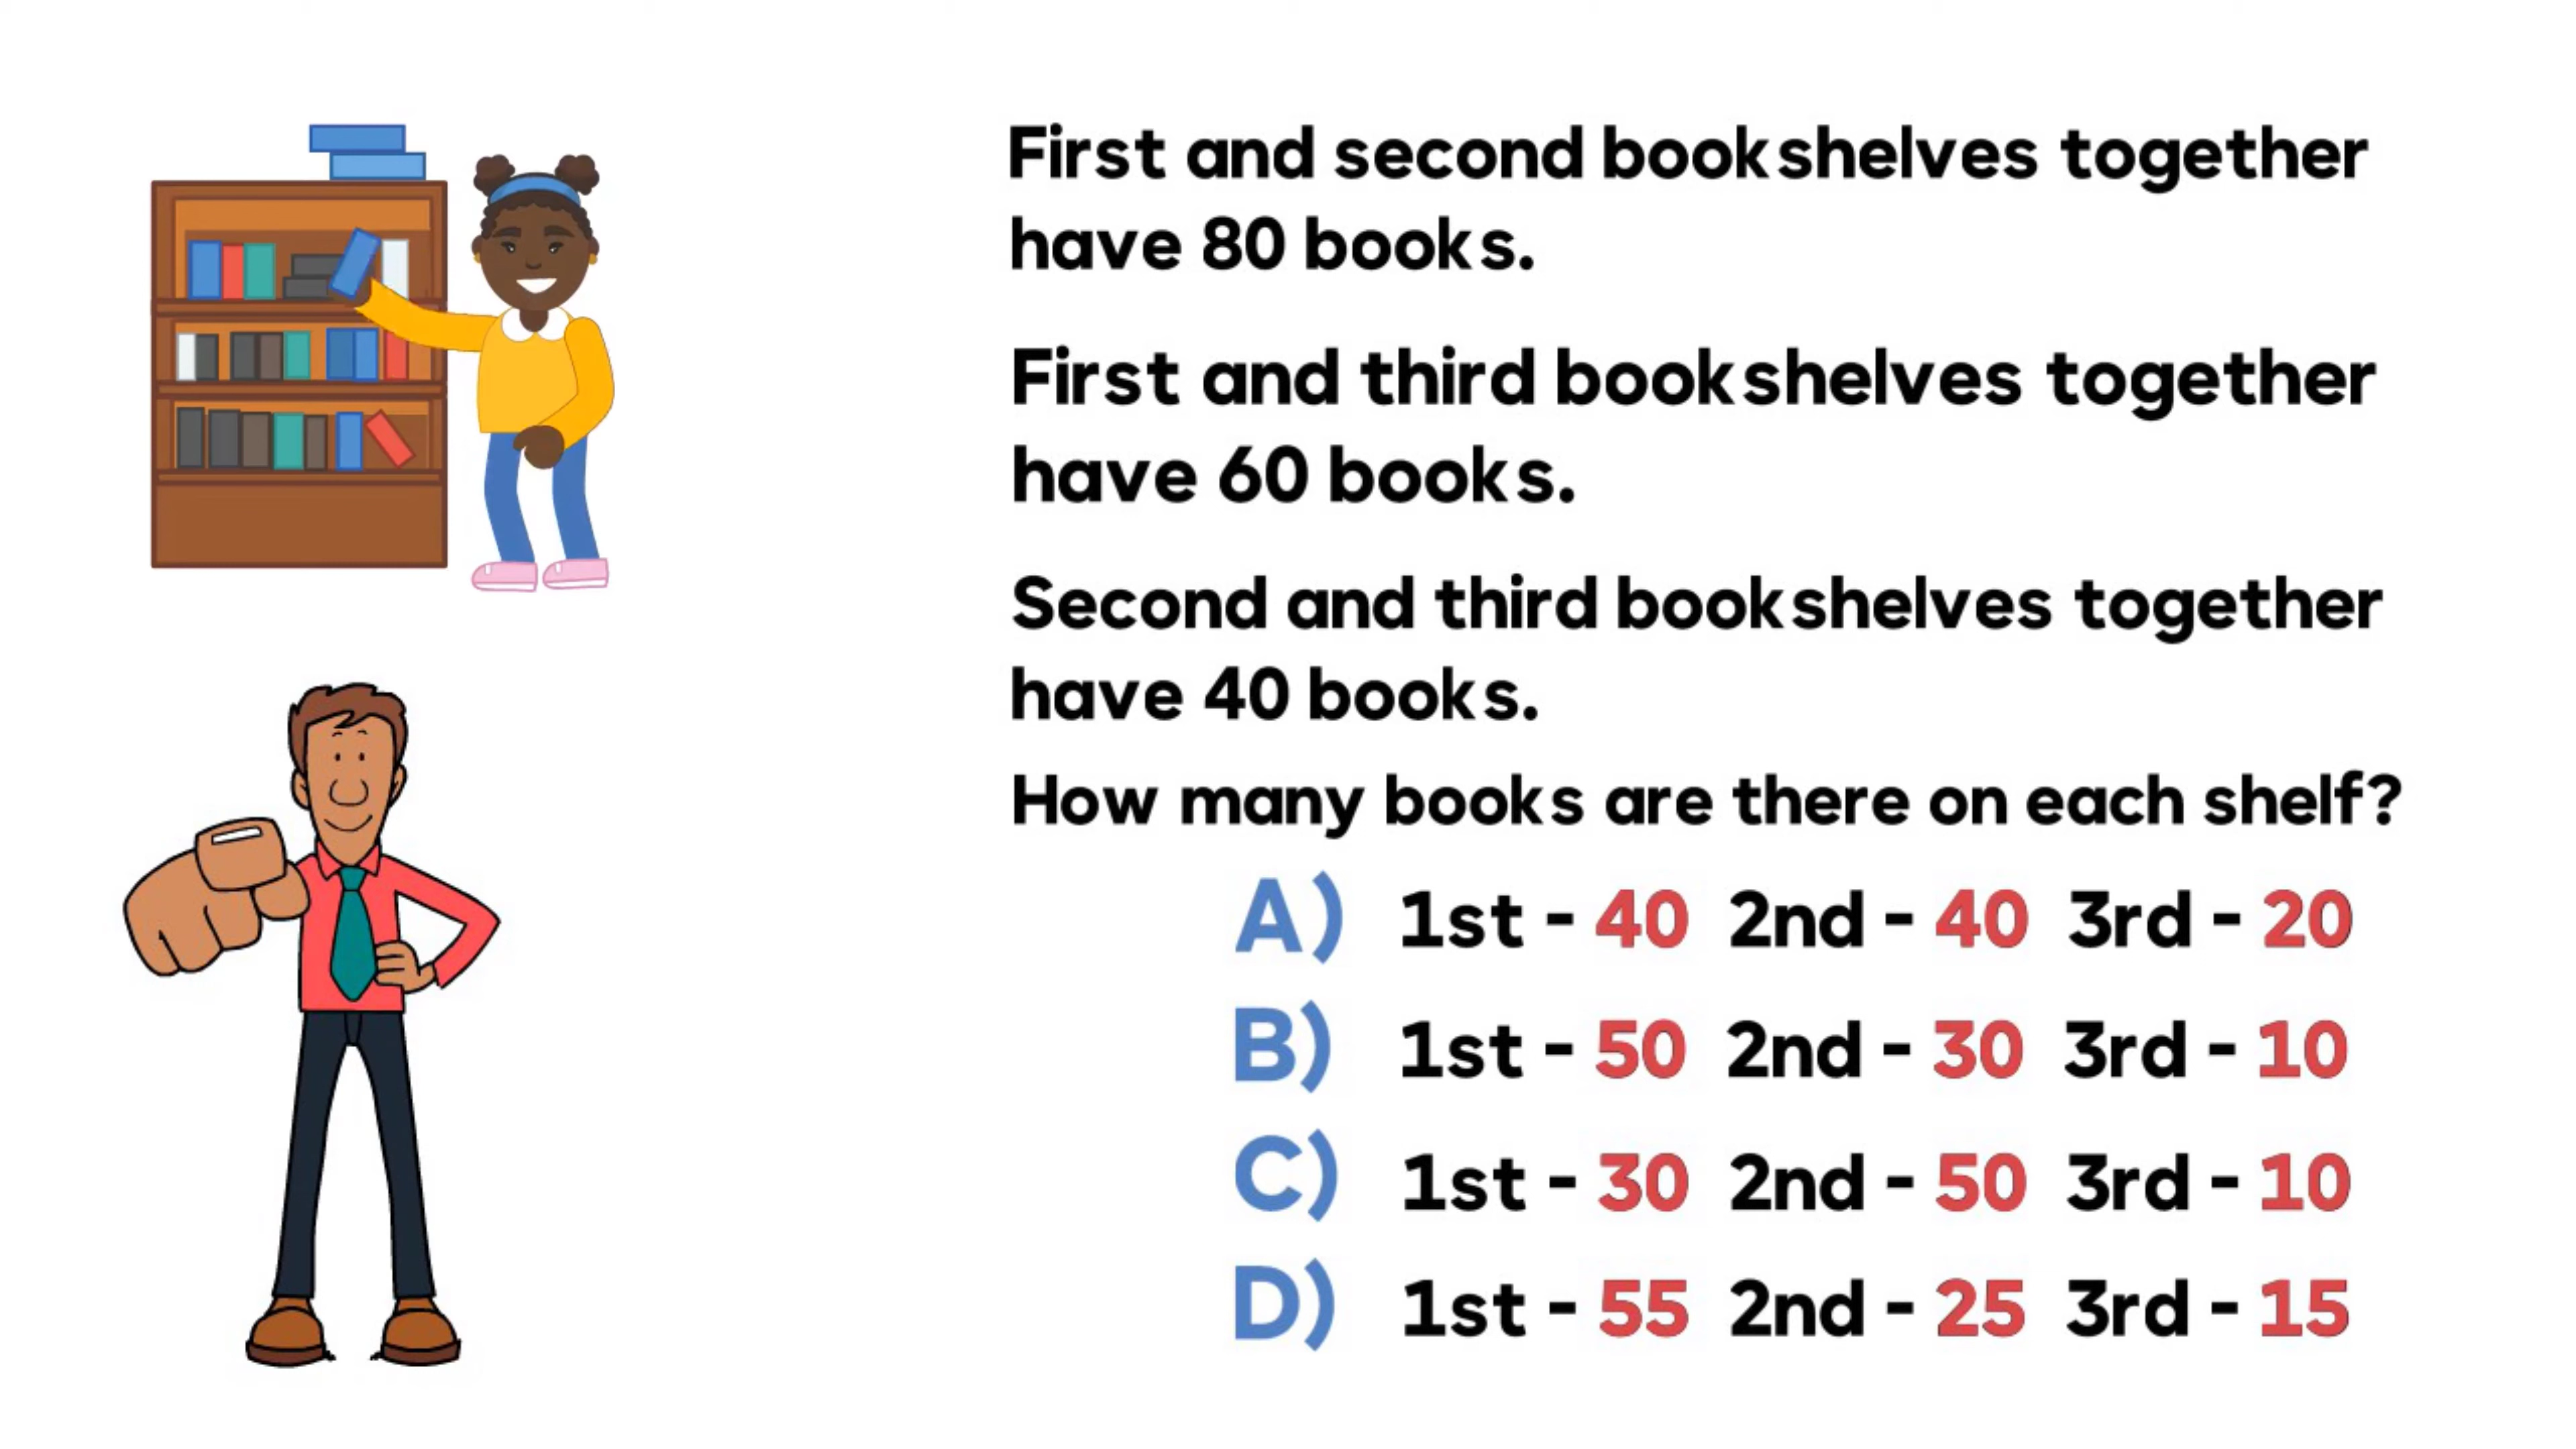 First and second bookshelves together
have 80 books.
First and third bookshelves together
have 60 books.
Second and third bookshelves together
have 40 books.
How many books are there on each shelf?
A) 1st - 40 2nd - 40 3rd - 20
B) 1st - 50 2nd - 30 3rd - 10
C) 1st - 30 2nd - 50 3rd - 10
D) 1st - 55 2nd - 25 3rd - 15